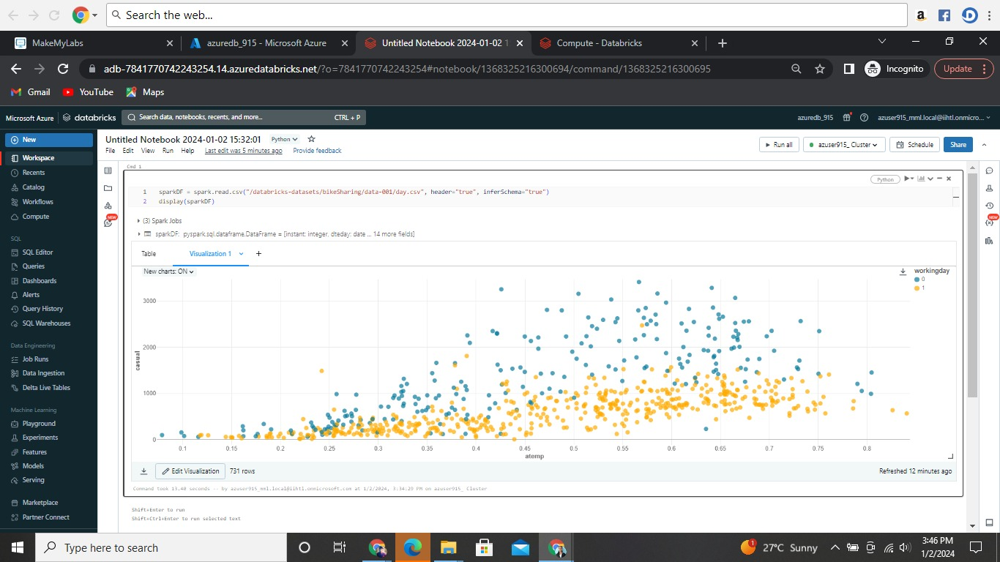 Search the web...
MakeMyLabs
azuredb_915 - Microsoft Azure
Untitled Notebook 2024-01-02 1
Compute - Databricks
adb-7841770742243254.14.azuredatabricks.net/?o=7841770742243254#notebook/1368325216300694/command/1368325216300695
Incognito
Update
Gmail
YouTube
Maps
Microsoft Azure
databricks
Search data, notebooks, recents, and more...
CTRL + P
azuredb_915
azuser915_mml.local@iihtl.onmicro...
New
Workspace
Recents
Catalog
Workflows
Compute
SQL
SQL Editor
Queries
Dashboards
Alerts
Query History
SQL Warehouses
Data Engineering
Job Runs
Data Ingestion
Delta Live Tables
Machine Learning
Playground
Experiments
Features
Models
Serving
Marketplace
Partner Connect
Untitled Notebook 2024-01-02 15:32:01
Python
File Edit View Run Help Last edit was 5 minutes ago Provide feedback
Run all
azuser915_ Cluster
Schedule
Share
NEW
NEW
Cmd 1
Python
1 sparkDF = spark.read.csv("/databricks-datasets/bikeSharing/data-001/day.csv", header="true", inferSchema="true")
2 display(sparkDF)
(3) Spark Jobs
sparkDF: pyspark.sql.dataframe.DataFrame = [instant: integer, dteday: date ... 14 more fields]
Table
Visualization 1
+
New charts: ON
workingday
0
1
3000
2000
1000
0
casual
0.1 0.15 0.2 0.25 0.3 0.35 0.4 0.45 0.5 0.55 0.6 0.65 0.7 0.75 0.8
atemp
Edit Visualization
731 rows
Refreshed 12 minutes ago
Command took 13.40 seconds -- by azuser915_mml.local@iihtl.onmicrosoft.com at 1/2/2024, 3:34:29 PM on azuser915_ Cluster
Shift+Enter to run
Shift+Ctrl+Enter to run selected text
Type here to search
1
27°C Sunny
3:46 PM
1/2/2024